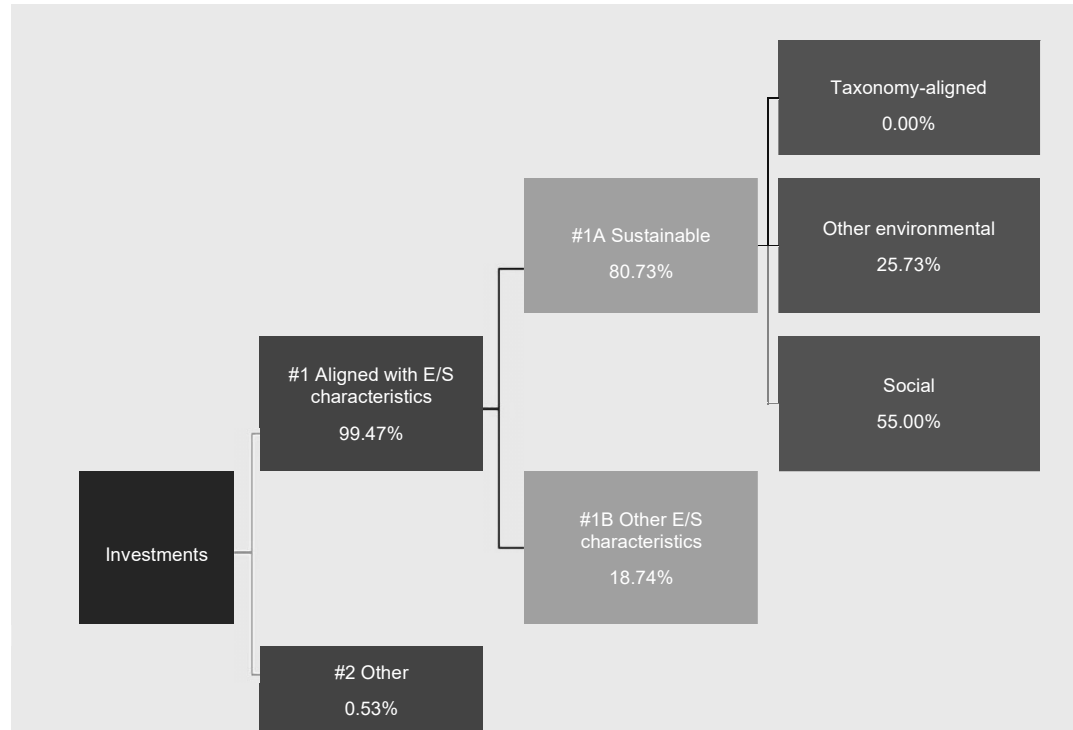 Taxonomy-aligned
0.00%
#1A Sustainable
80.73%
Other environmental
25.73%
#1 Aligned with E/S
characteristics
99.47%
Social
55.00%
Investments
#1B Other E/S
characteristics
18.74%
#2 Other
0.53%